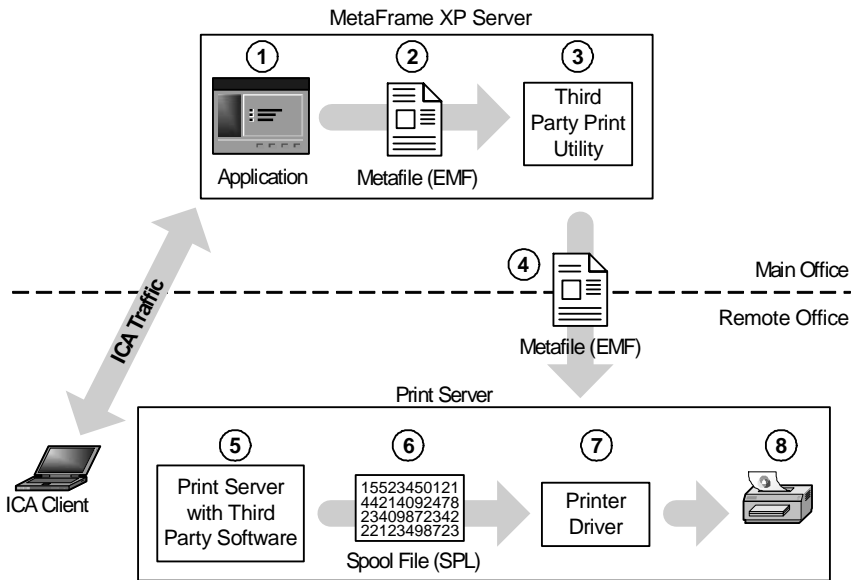 MetaFrame XP Server
1
2
3
Third
Party Print
Utility
Application
Metafile (EMF)
4
Main Office
ICA Traffic
Remote Office
Metafile (EMF)
Print Server
5
6
7
8
ICA Client
Print Server
with Third
Party Software
15523450121
44214092478
23409872342
22123498723
Printer
Driver
Spool File (SPL)